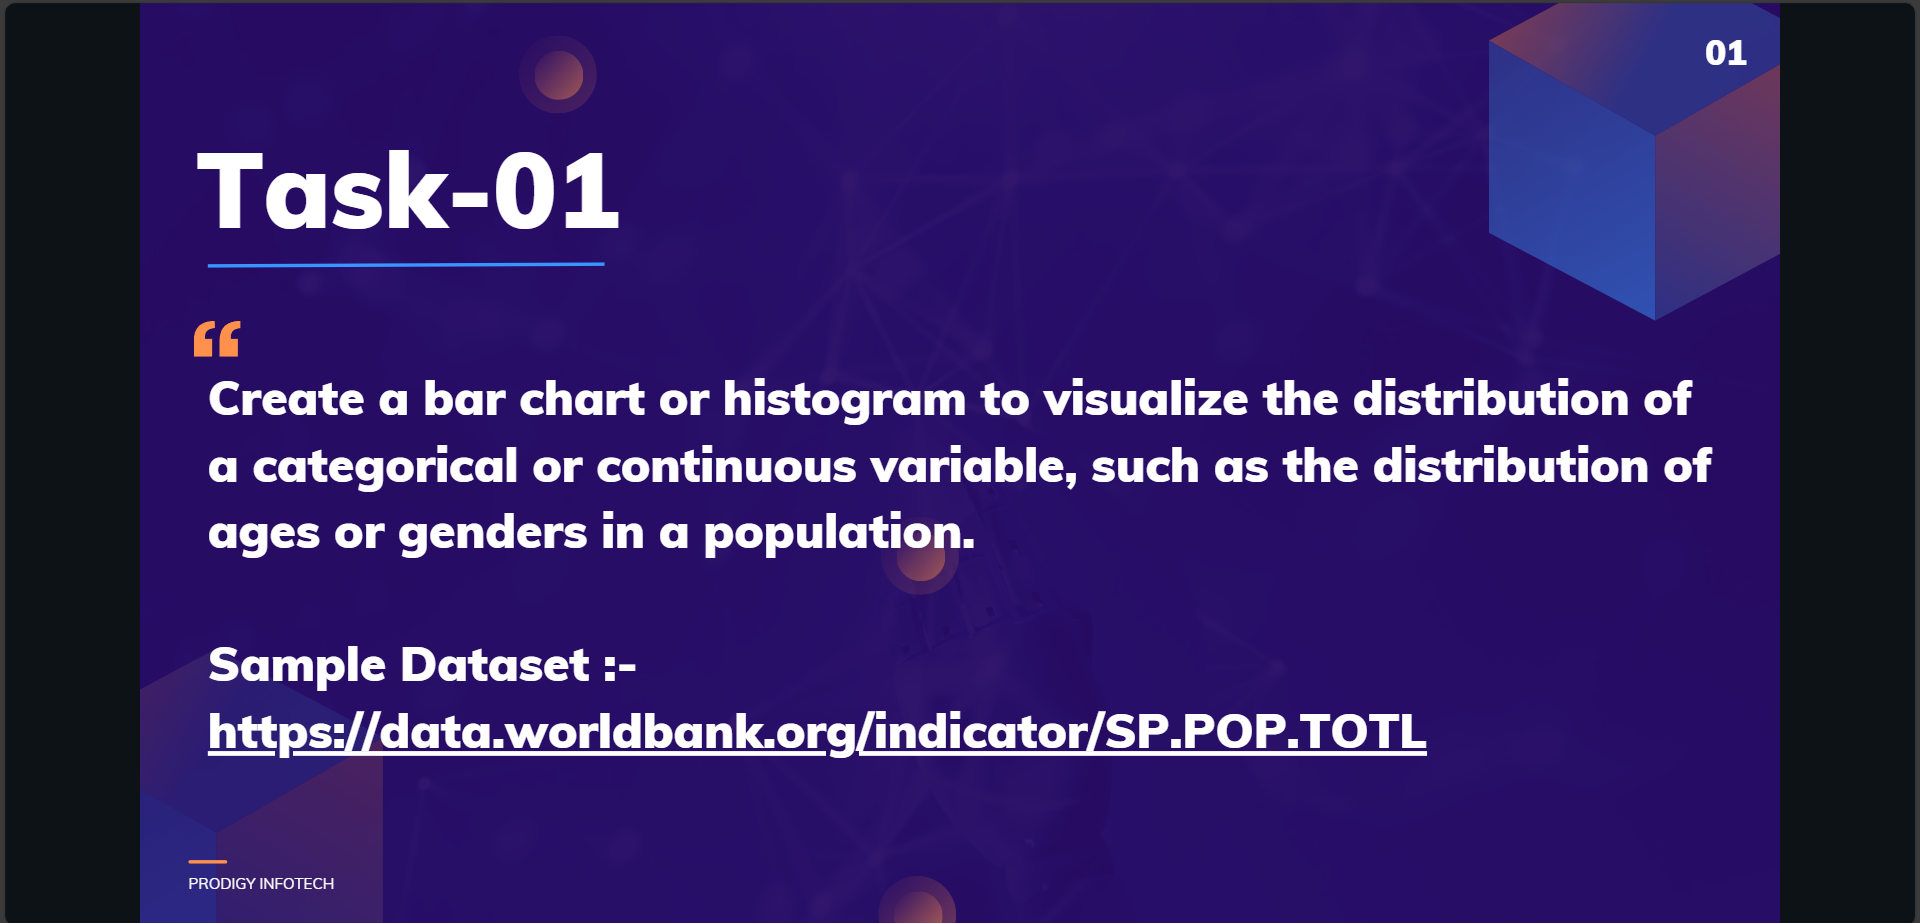 01
Task-01
“
Create a bar chart or histogram to visualize the distribution of
a categorical or continuous variable, such as the distribution of
ages or genders in a population.
Sample Dataset :-
https://data.worldbank.org/indicator/SP.POP.TOTL
PRODIGY INFOTECH